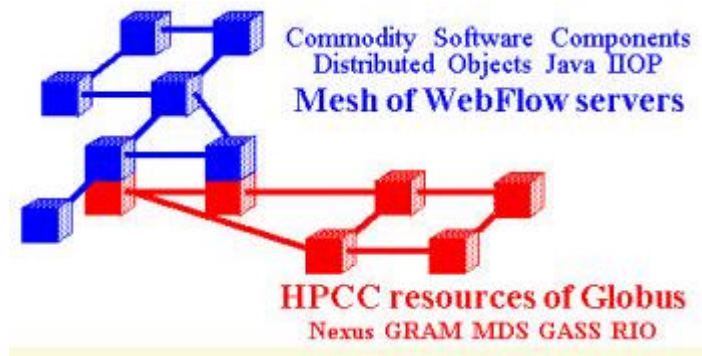 Commodity Software Components
Distributed Objects Java IIOP
Mesh of WebFlow servers
HPCC resources of Globus
Nexus GRAM MDS GASS RIO